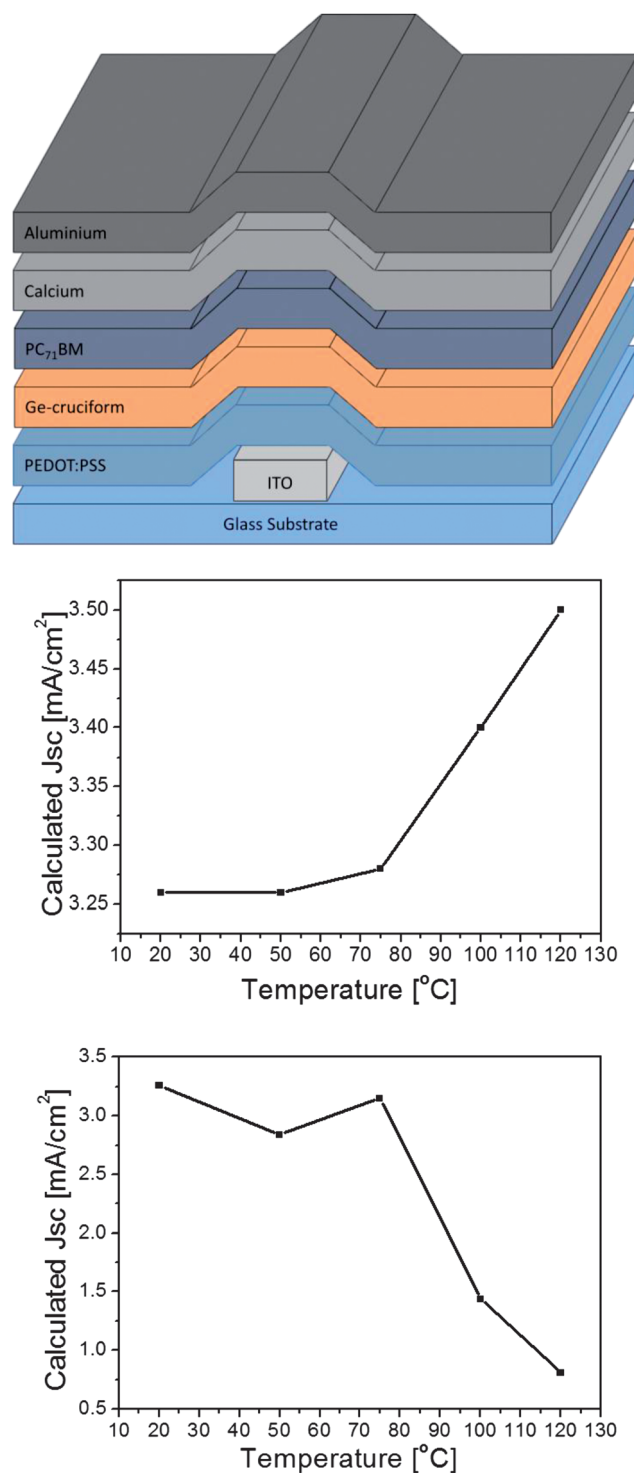 Aluminium
Calcium
PC₇₁BM
Ge-cruciform
PEDOT:PSS
ITO
Glass Substrate
Calculated Jsc [mA/cm²]
3.50
3.45
3.40
3.35
3.30
3.25
10 20 30 40 50 60 70 80 90 100 110 120 130
Temperature [°C]
Calculated Jsc [mA/cm²]
3.5
3.0
2.5
2.0
1.5
1.0
0.5
10 20 30 40 50 60 70 80 90 100 110 120 130
Temperature [°C]